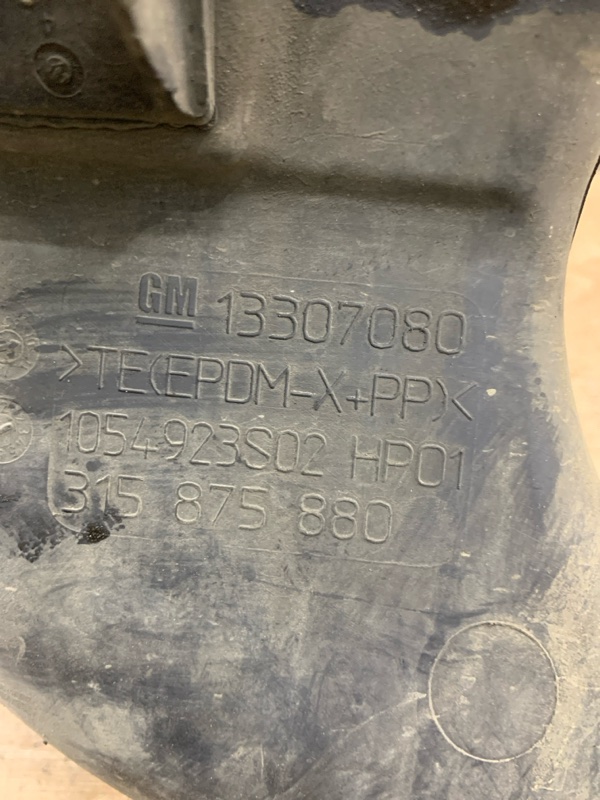 GM 13307080
>TE(EPDM-X+PP)<
1054923S02 HP01
315 875 880